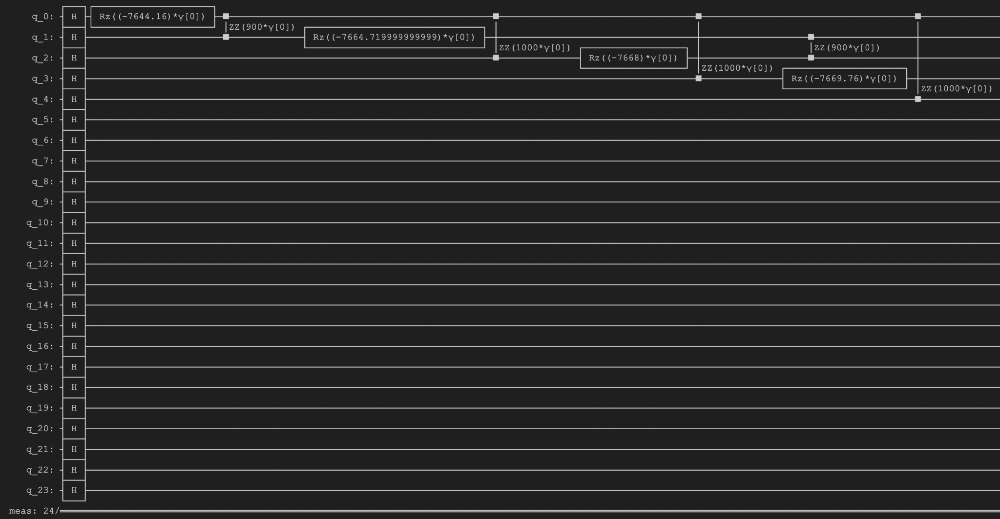 q_0: H Rz((-7644.16)*γ[0])
ZZ(900*γ[0])
q_1: H Rz((-7664.719999999999)*γ[0])
ZZ(1000*γ[0]) ZZ(900*γ[0])
q_2: H Rz((-7668)*γ[0])
ZZ(1000*γ[0])
q_3: H Rz((-7669.76)*γ[0])
ZZ(1000*γ[0])
q_4: H
q_5: H
q_6: H
q_7: H
q_8: H
q_9: H
q_10: H
q_11: H
q_12: H
q_13: H
q_14: H
q_15: H
q_16: H
q_17: H
q_18: H
q_19: H
q_20: H
q_21: H
q_22: H
q_23: H
meas: 24/